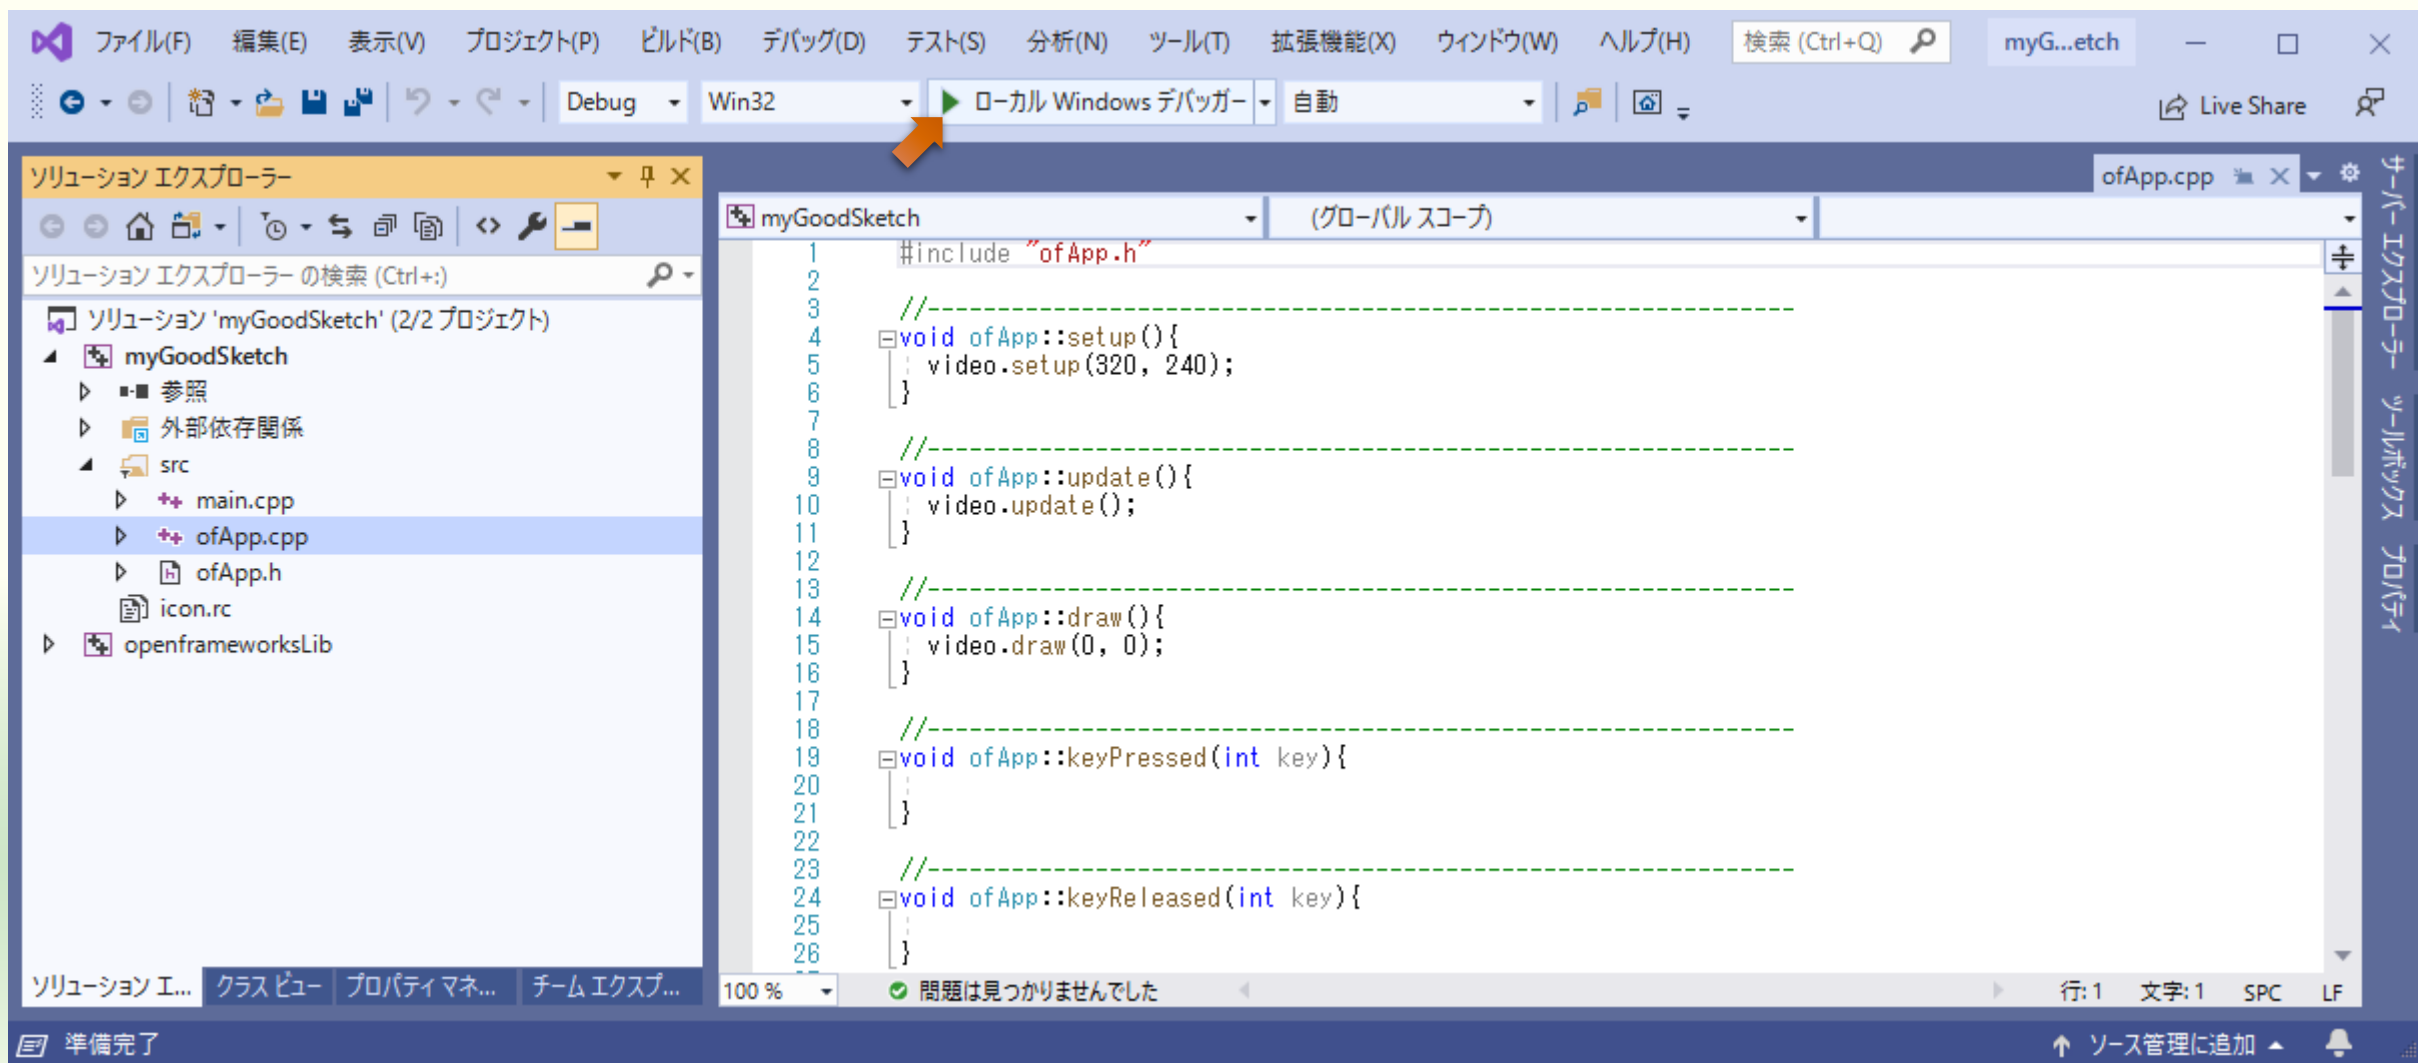 ファイル(F) 編集(E) 表示(V) プロジェクト(P) ビルド(B) デバッグ(D) テスト(S) 分析(N) ツール(T) 拡張機能(X) ウィンドウ(W) ヘルプ(H) 検索 (Ctrl+Q) myG...etch
Debug Win32 ローカル Windows デバッガー 自動 Live Share
ソリューション エクスプローラー
ソリューション エクスプローラー の検索 (Ctrl+:)
ソリューション 'myGoodSketch' (2/2 プロジェクト)
myGoodSketch
参照
外部依存関係
src
main.cpp
ofApp.cpp
ofApp.h
icon.rc
openframeworksLib
ソリューション エ... クラス ビュー プロパティ マネ... チーム エクスプ...
ofApp.cpp
myGoodSketch (グローバル スコープ)
1 #include "ofApp.h"
2
3 //--------------------------------------------------------------
4 void ofApp::setup(){
5 video.setup(320, 240);
6 }
7
8 //--------------------------------------------------------------
9 void ofApp::update(){
10 video.update();
11 }
12
13 //--------------------------------------------------------------
14 void ofApp::draw(){
15 video.draw(0, 0);
16 }
17
18 //--------------------------------------------------------------
19 void ofApp::keyPressed(int key){
20
21 }
22
23 //--------------------------------------------------------------
24 void ofApp::keyReleased(int key){
25
26 }
100 % 問題は見つかりませんでした 行: 1 文字: 1 SPC LF
サーバー エクスプローラー
ツールボックス
プロパティ
準備完了 ソース管理に追加